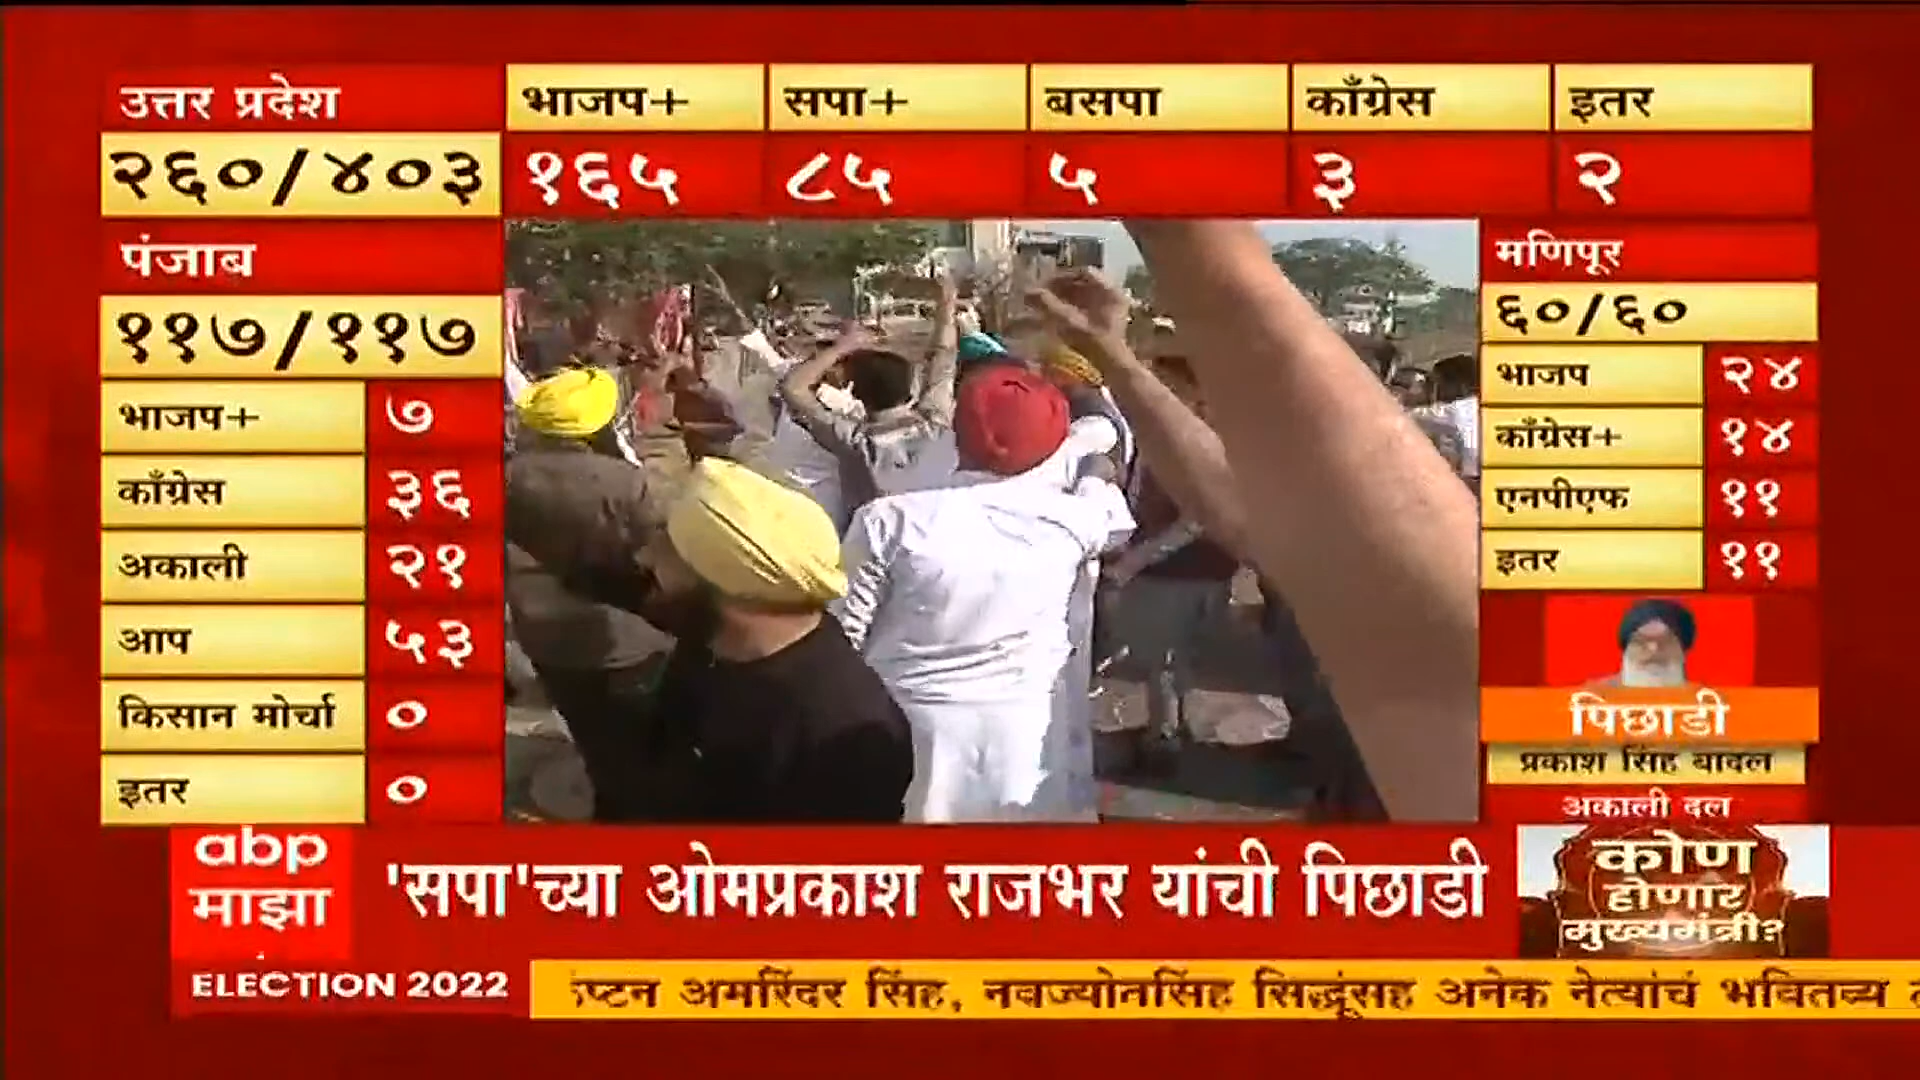 उत्तर प्रदेश
२६०/४०३
भाजप+ सपा+ बसपा काँग्रेस इतर
१६५ ८५ ५ ३ २
पंजाब
११७/११७
भाजप+ ७
काँग्रेस ३६
अकाली २१
आप ५३
किसान मोर्चा ०
इतर ०
मणिपूर
६०/६०
भाजप २४
काँग्रेस+ १४
एनपीएफ ११
इतर ११
पिछाडी
प्रकाश सिंह बादल
अकाली दल
abp
माझा
'सपा'च्या ओमप्रकाश राजभर यांची पिछाडी
कोण
होणार
मुख्यमंत्री?
ELECTION 2022
अमरिंदर सिंह, नवज्योतसिंह सिद्धूंसह अनेक नेत्यांचं भवितव्य